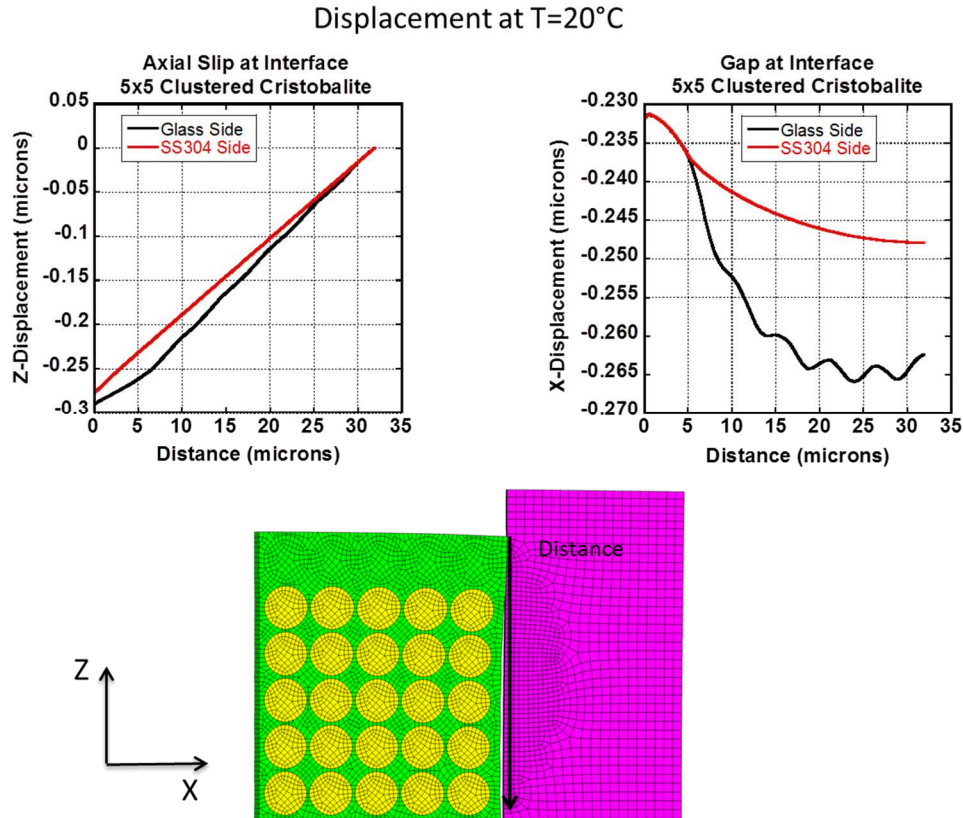 Displacement at T=20°C
Axial Slip at Interface
5x5 Clustered Cristobalite
Z-Displacement (microns)
0.05
0
-0.05
-0.1
-0.15
-0.2
-0.25
-0.3
Glass Side
SS304 Side
0 5 10 15 20 25 30 35
Distance (microns)
Gap at Interface
5x5 Clustered Cristobalite
X-Displacement (microns)
-0.230
-0.235
-0.240
-0.245
-0.250
-0.255
-0.260
-0.265
-0.270
Glass Side
SS304 Side
0 5 10 15 20 25 30 35
Distance (microns)
Distance
Z
X